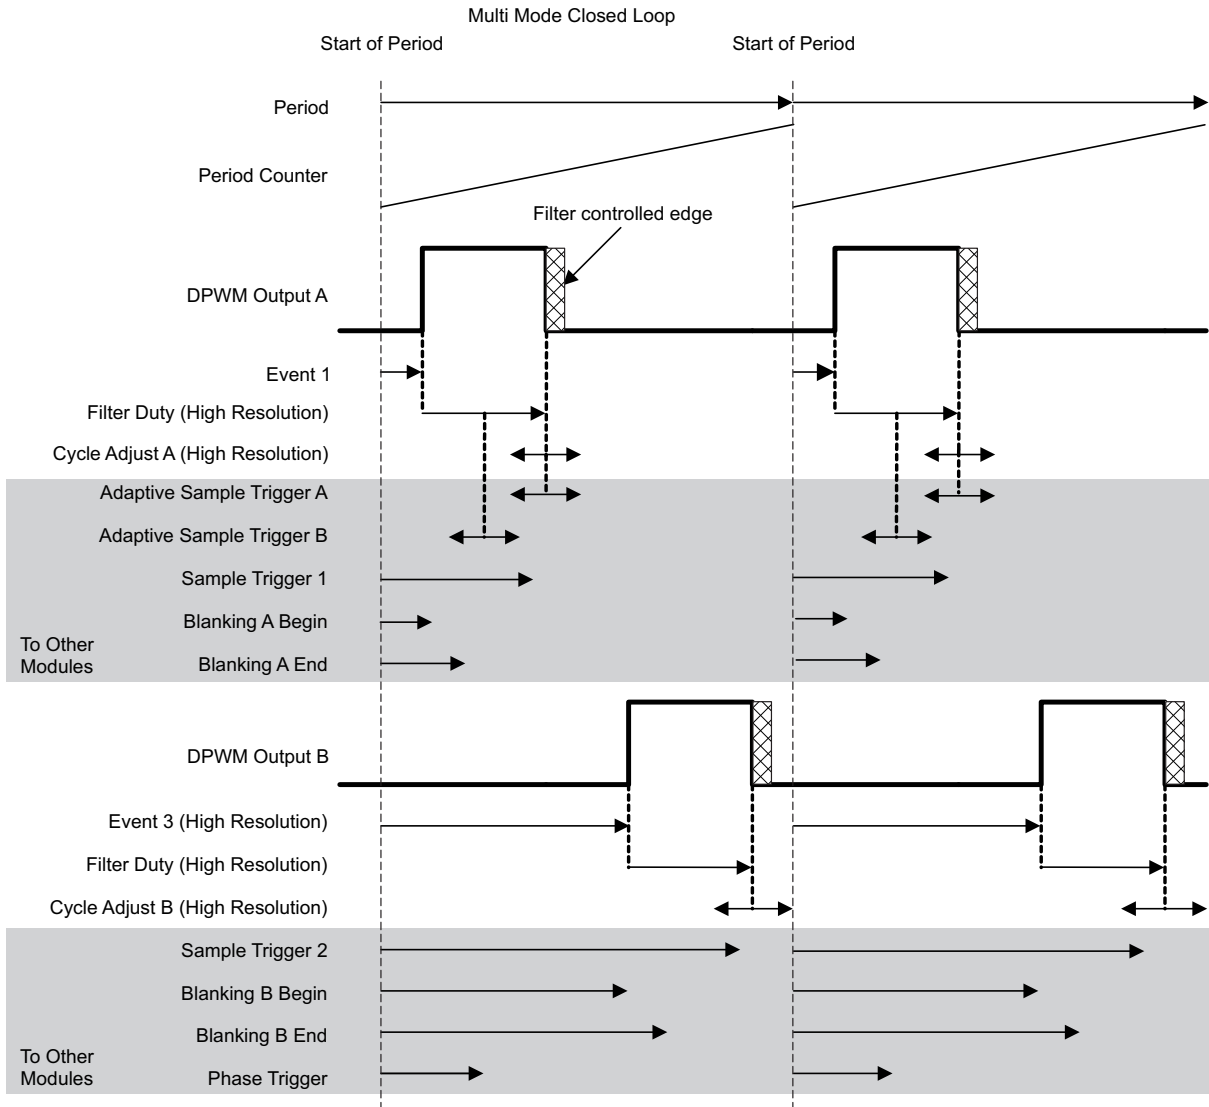 Multi Mode Closed Loop
Start of Period
Start of Period
Period
Period Counter
Filter controlled edge
DPWM Output A
Event 1
Filter Duty (High Resolution)
Cycle Adjust A (High Resolution)
Adaptive Sample Trigger A
Adaptive Sample Trigger B
Sample Trigger 1
Blanking A Begin
To Other
Modules
Blanking A End
DPWM Output B
Event 3 (High Resolution)
Filter Duty (High Resolution)
Cycle Adjust B (High Resolution)
Sample Trigger 2
Blanking B Begin
Blanking B End
To Other
Modules
Phase Trigger